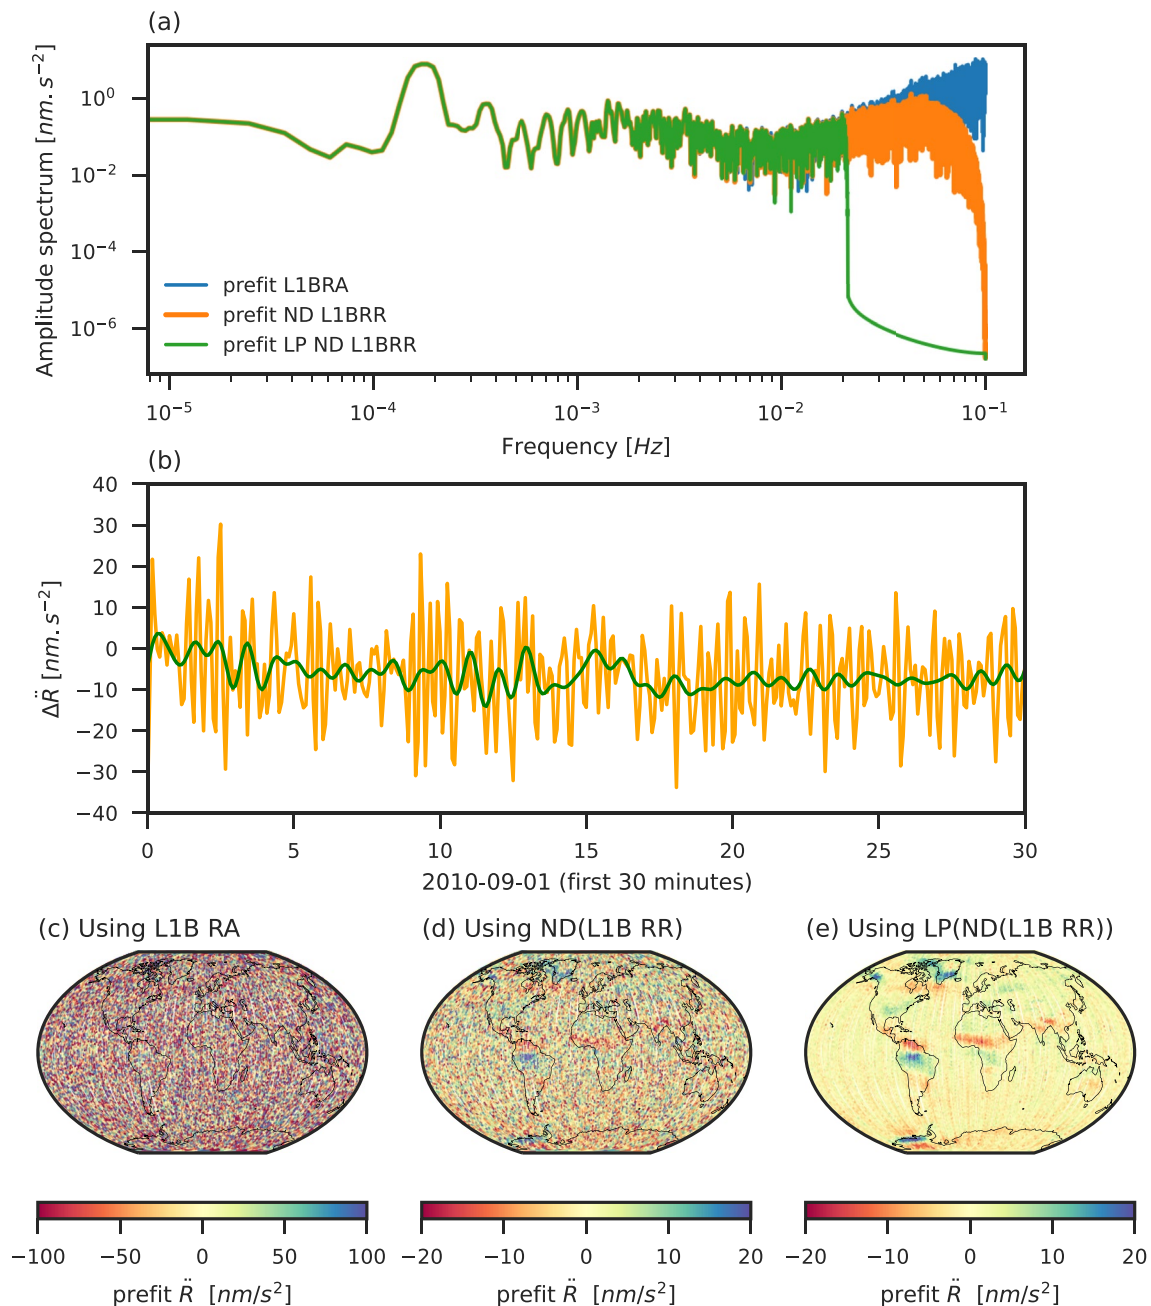 (a)
Amplitude spectrum [nm.s⁻²]
10⁰
10⁻²
10⁻⁴
10⁻⁶
prefit L1BRA
prefit ND L1BRR
prefit LP ND L1BRR
10⁻⁵ 10⁻⁴ 10⁻³ 10⁻² 10⁻¹
Frequency [Hz]
(b)
ΔR̈ [nm.s⁻²]
40
30
20
10
0
−10
−20
−30
−40
0 5 10 15 20 25 30
2010-09-01 (first 30 minutes)
(c) Using L1B RA (d) Using ND(L1B RR) (e) Using LP(ND(L1B RR))
−100 −50 0 50 100 −20 −10 0 10 20 −20 −10 0 10 20
prefit R̈ [nm/s²] prefit R̈ [nm/s²] prefit R̈ [nm/s²]